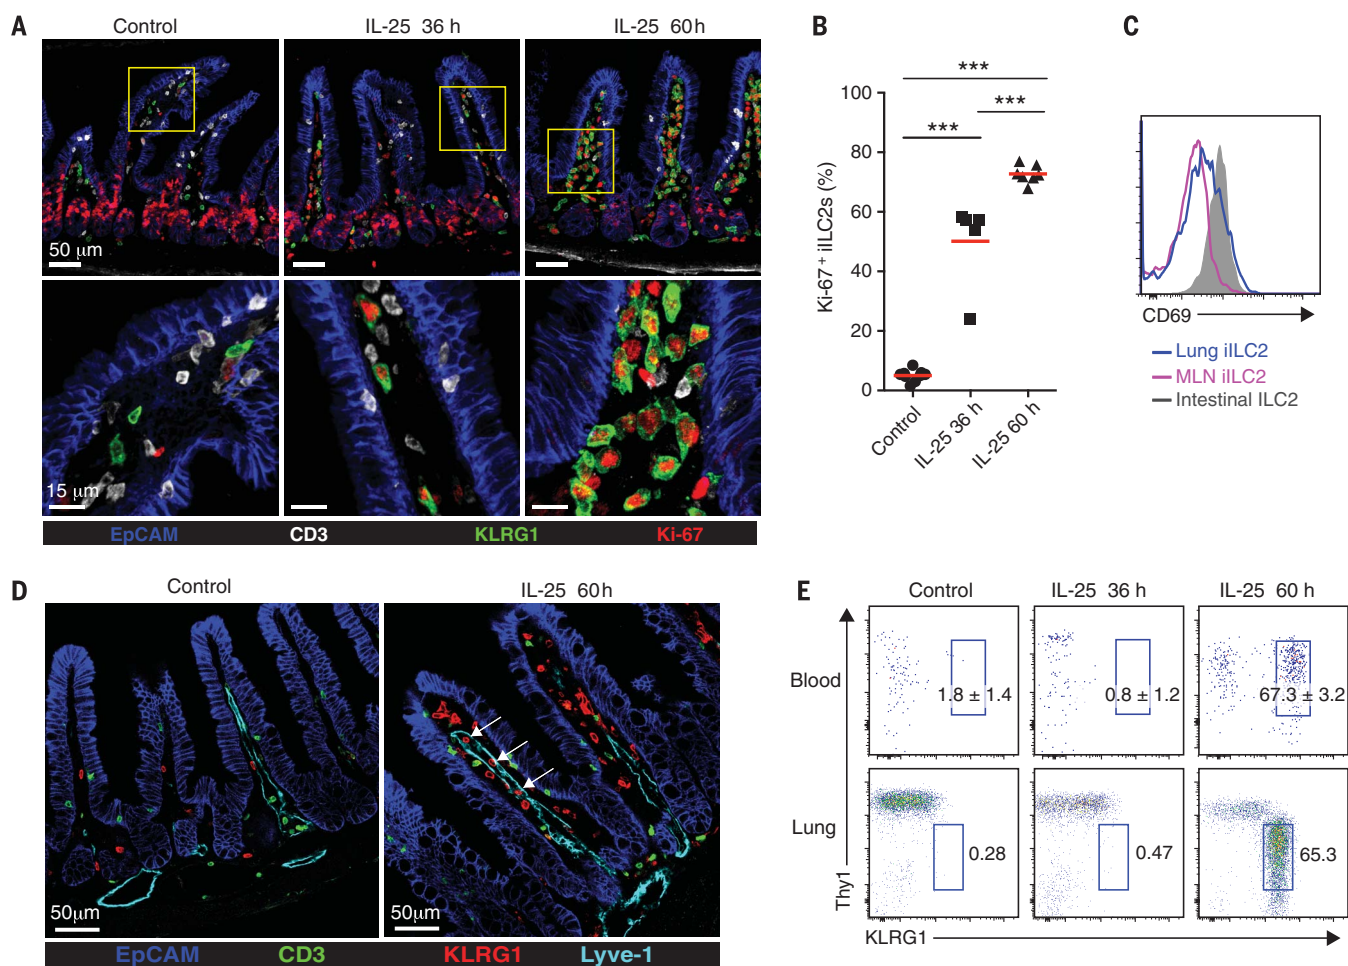 A
Control
IL-25 36 h
IL-25 60 h
50 µm
15 µm
EpCAM CD3 KLRG1 Ki-67
B
Ki-67+ iILC2s (%)
100
80
60
40
20
0
***
***
***
Control
IL-25 36 h
IL-25 60 h
C
CD69
Lung iILC2
MLN iILC2
Intestinal ILC2
D
Control
IL-25 60 h
50µm
50µm
EpCAM CD3 KLRG1 Lyve-1
E
Control
IL-25 36 h
IL-25 60 h
Blood
1.8 ± 1.4
0.8 ± 1.2
67.3 ± 3.2
Lung
0.28
0.47
65.3
Thy1
KLRG1